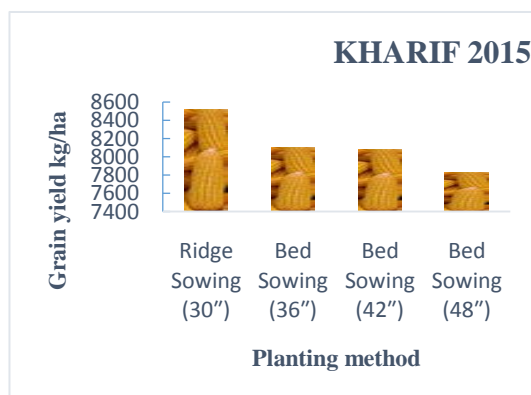 KHARIF 2015
Grain yield kg/ha
8600
8400
8200
8000
7800
7600
7400
Ridge Sowing (30”)
Bed Sowing (36”)
Bed Sowing (42”)
Bed Sowing (48”)
Planting method